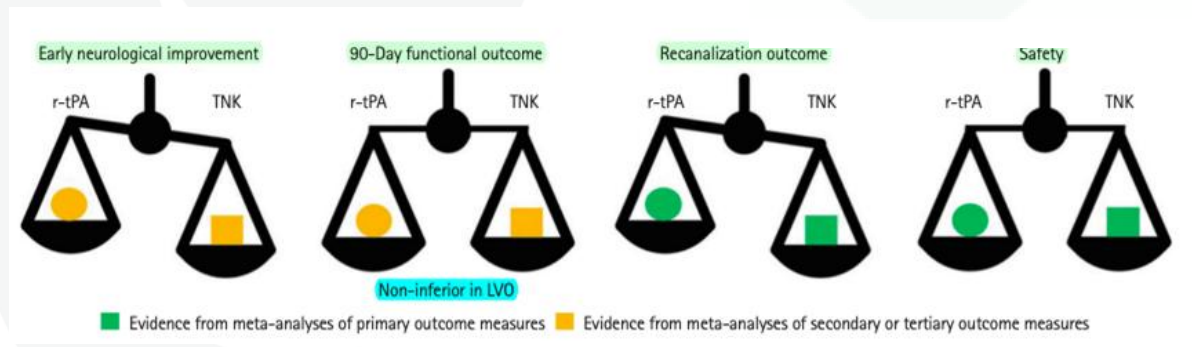 Early neurological improvement
90-Day functional outcome
Recanalization outcome
Safety
r-tPA TNK
r-tPA TNK
r-tPA TNK
r-tPA TNK
Non-inferior in LVO
Evidence from meta-analyses of primary outcome measures
Evidence from meta-analyses of secondary or tertiary outcome measures